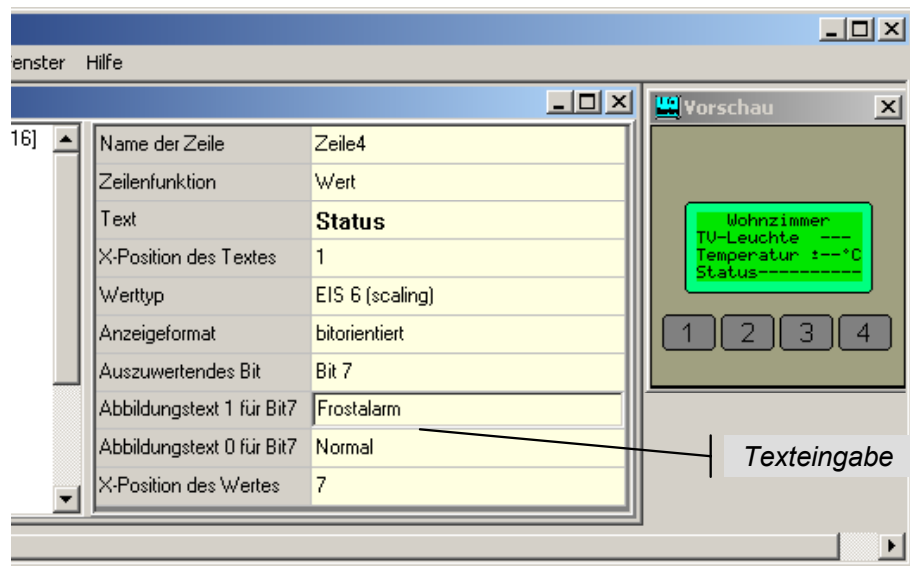 enster Hilfe
16]
Name der Zeile Zeile4
Zeilenfunktion Wert
Text Status
X-Position des Textes 1
Werttyp EIS 6 (scaling)
Anzeigeformat bitorientiert
Auszuwertendes Bit Bit 7
Abbildungstext 1 für Bit7 Frostalarm
Abbildungstext 0 für Bit7 Normal
X-Position des Wertes 7
Vorschau
Wohnzimmer
TV-Leuchte ---
Temperatur ±--°C
Status----------
1 2 3 4
Texteingabe